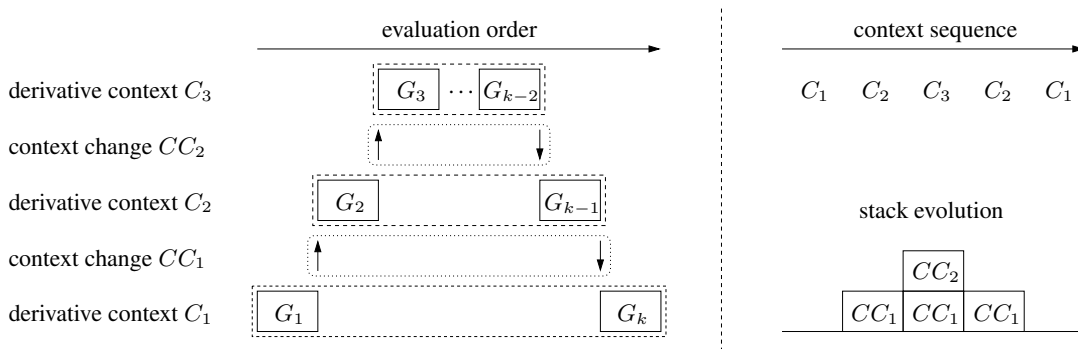 evaluation order
context sequence
derivative context C₃ G₃ ⋯ Gₖ₋₂ C₁ C₂ C₃ C₂ C₁
context change CC₂
derivative context C₂ G₂ Gₖ₋₁
stack evolution
context change CC₁
CC₂
derivative context C₁ G₁ Gₖ CC₁ CC₁ CC₁